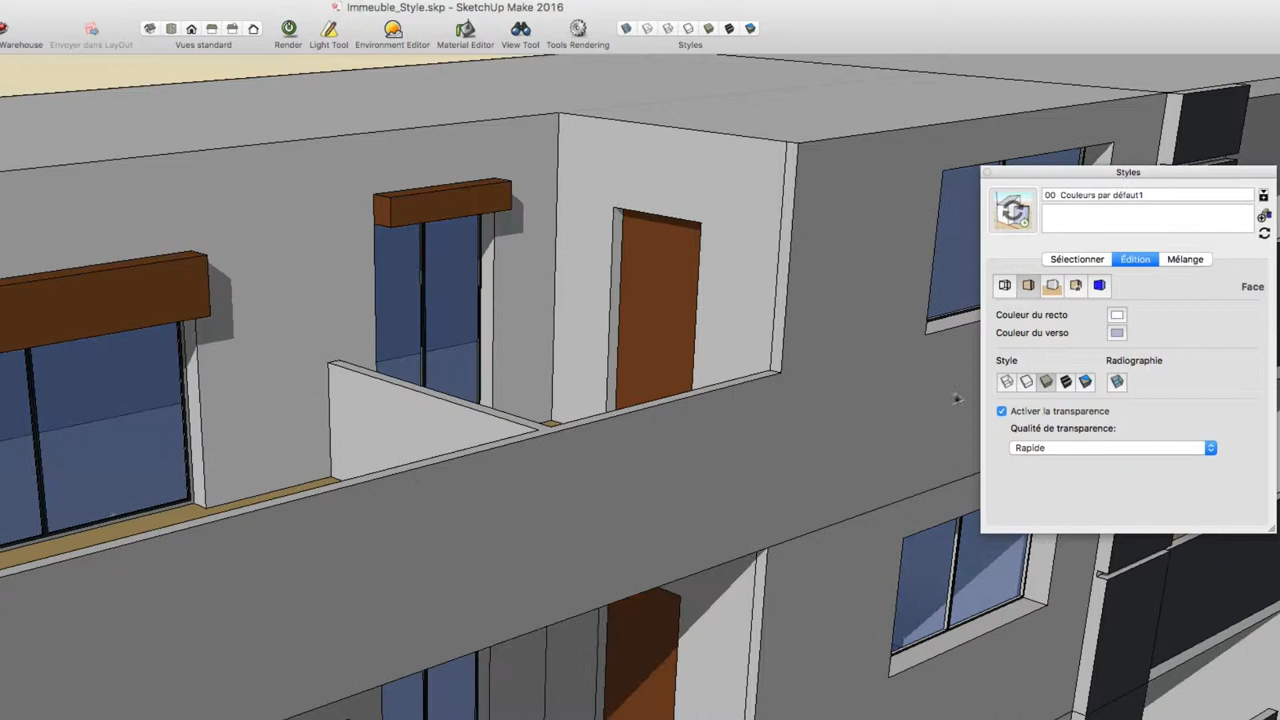 Immeuble_Style.skp - SketchUp Make 2016
Warehouse
Envoyer dans LayOut
Vues standard
Render
Light Tool
Environment Editor
Material Editor
View Tool
Tools Rendering
Styles
Styles
00 Couleurs par défaut1
Sélectionner
Édition
Mélange
Face
Couleur du recto
Couleur du verso
Style
Radiographie
Activer la transparence
Qualité de transparence:
Rapide